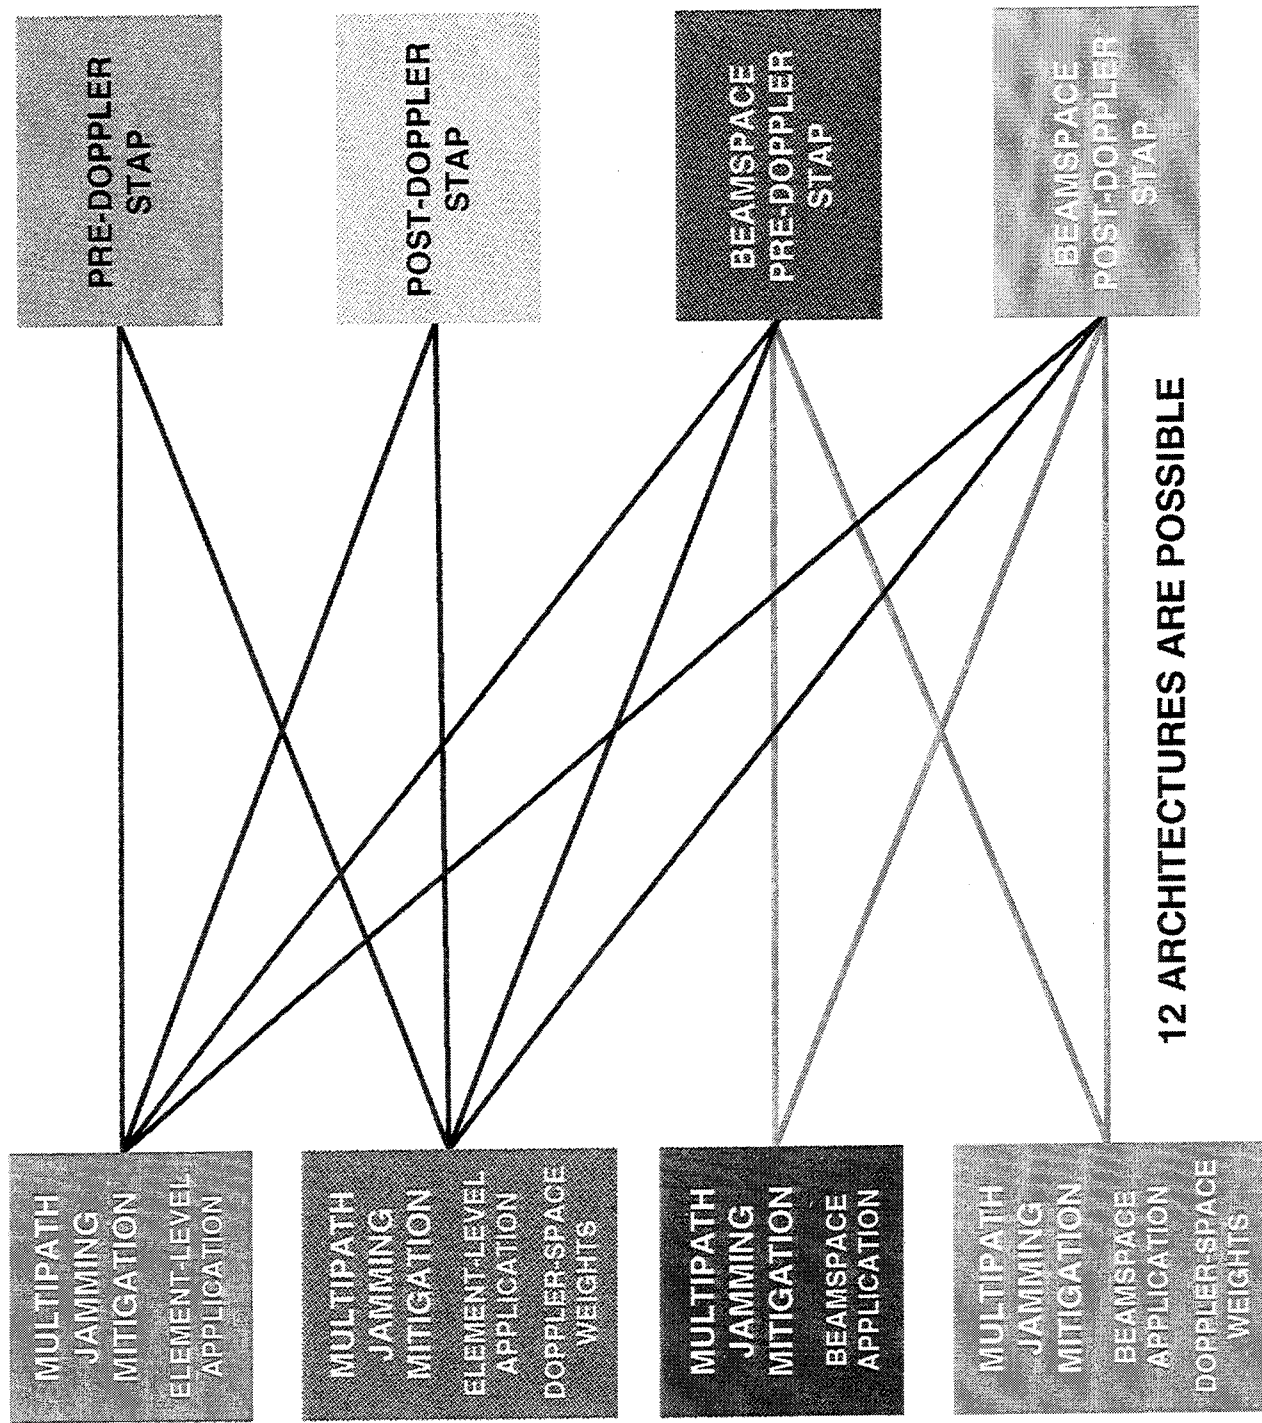 MULTIPATH
JAMMING
MITIGATION
ELEMENT-LEVEL
APPLICATION
MULTIPATH
JAMMING
MITIGATION
ELEMENT-LEVEL
APPLICATION
DOPPLER-SPACE
WEIGHTS
MULTIPATH
JAMMING
MITIGATION
BEAMSPACE
APPLICATION
MULTIPATH
JAMMING
MITIGATION
BEAMSPACE
APPLICATION
DOPPLER-SPACE
WEIGHTS
PRE-DOPPLER
STAP
POST-DOPPLER
STAP
BEAMSPACE
PRE-DOPPLER
STAP
BEAMSPACE
POST-DOPPLER
STAP
12 ARCHITECTURES ARE POSSIBLE